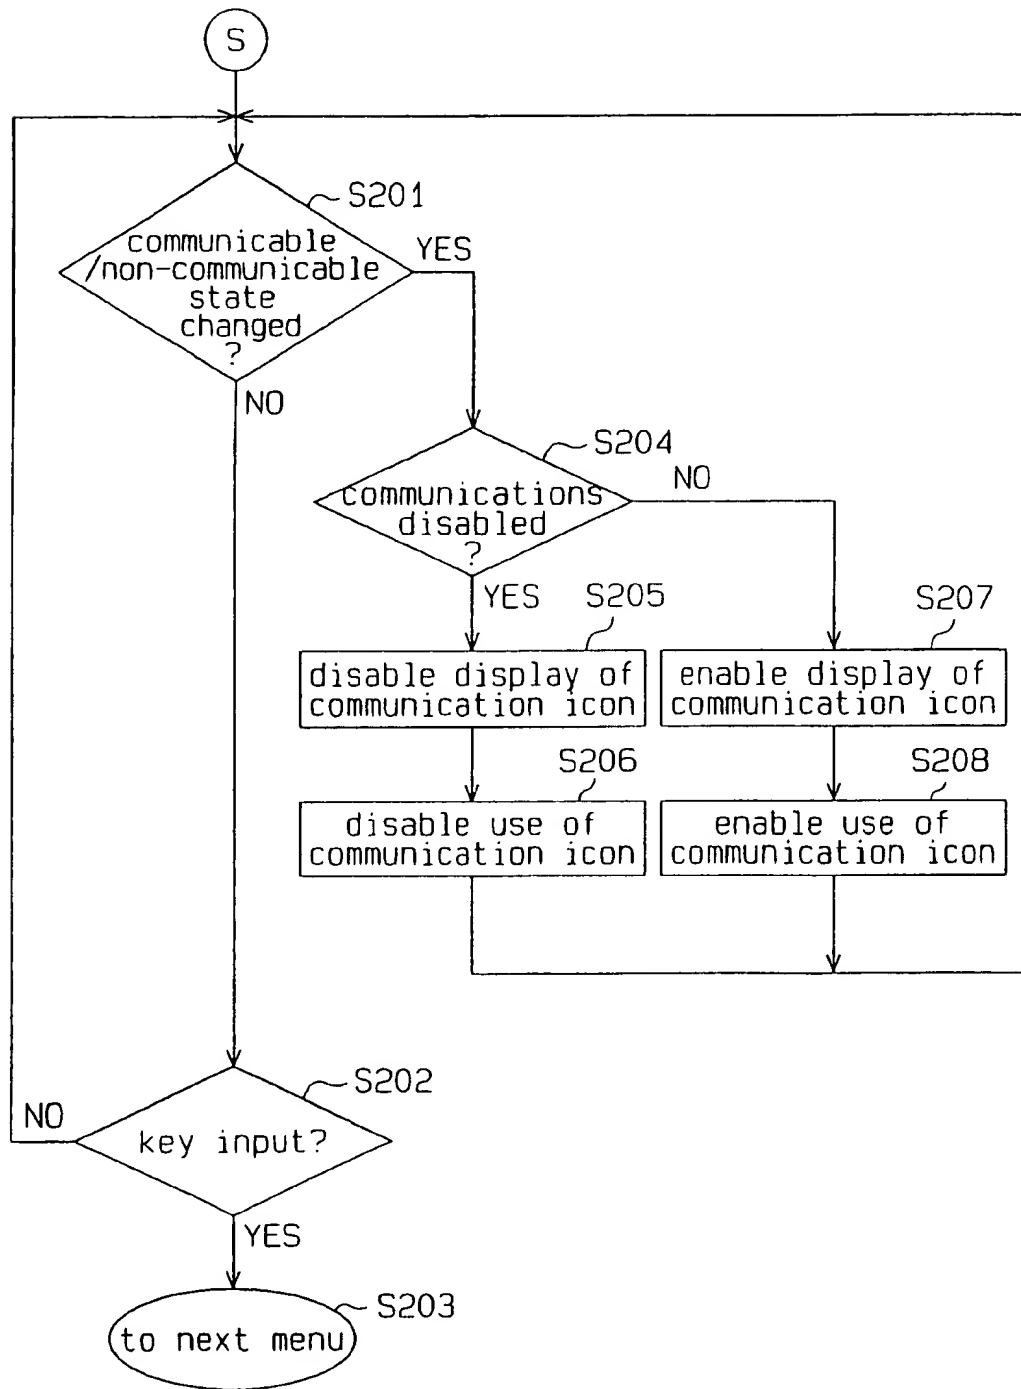 S
S201
communicable
/non-communicable
state
changed
?
YES
NO
S204
communications
disabled
?
NO
YES
S205
disable display of
communication icon
S207
enable display of
communication icon
S206
disable use of
communication icon
S208
enable use of
communication icon
S202
key input?
NO
YES
S203
to next menu